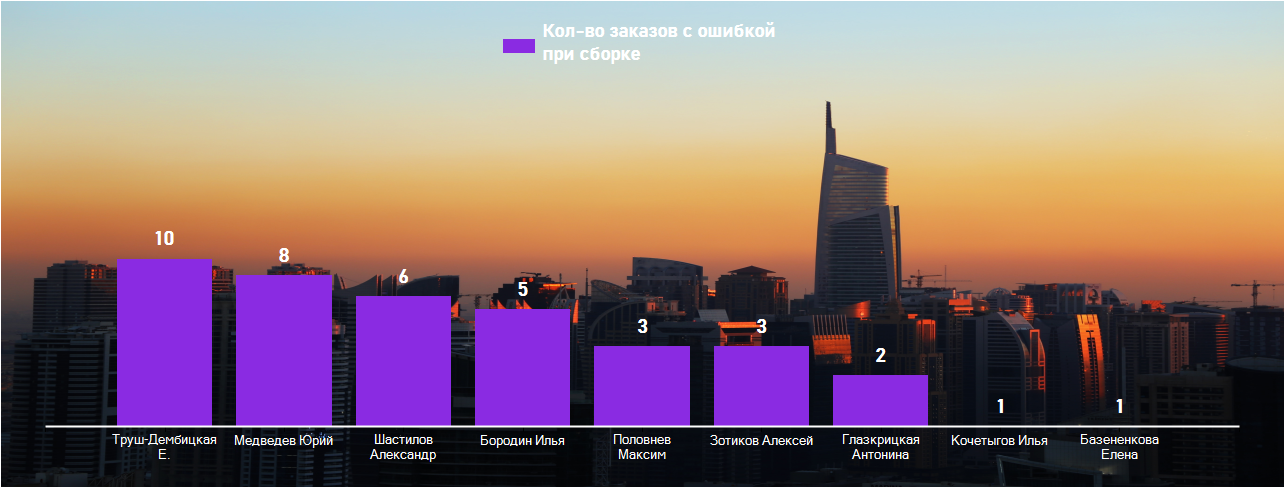 Кол-во заказов с ошибкой
при сборке
10
8
6
5
3
3
2
1
1
Труш-Дембицкая
Е.
Медведев Юрий
Шастилов
Александр
Бородин Илья
Половнев
Максим
Зотиков Алексей
Глазкрицкая
Антонина
Кочетыгов Илья
Базененкова
Елена